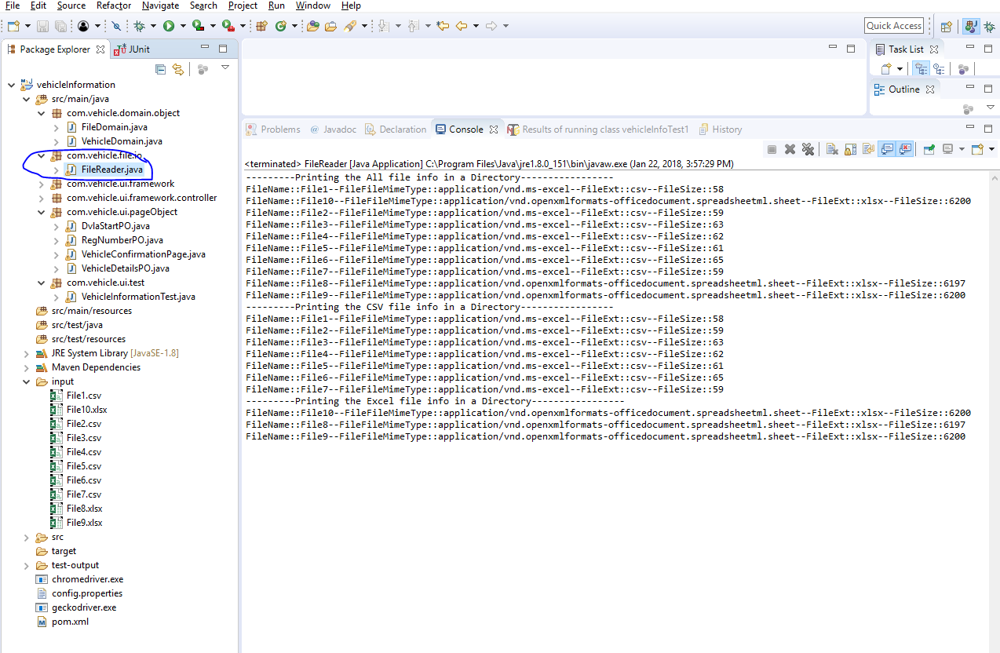 File Edit Source Refactor Navigate Search Project Run Window Help
Quick Access
Package Explorer JUnit
Task List
Outline
vehicleInformation
src/main/java
com.vehicle.domain.object
FileDomain.java
VehicleDomain.java
com.vehicle.file.io
FileReader.java
com.vehicle.ui.framework
com.vehicle.ui.framework.controller
com.vehicle.ui.pageObject
DvlaStartPO.java
RegNumberPO.java
VehicleConfirmationPage.java
VehicleDetailsPO.java
com.vehicle.ui.test
VehicleInformationTest.java
src/main/resources
src/test/java
src/test/resources
JRE System Library [JavaSE-1.8]
Maven Dependencies
input
File1.csv
File10.xlsx
File2.csv
File3.csv
File4.csv
File5.csv
File6.csv
File7.csv
File8.xlsx
File9.xlsx
src
target
test-output
chromedriver.exe
config.properties
geckodriver.exe
pom.xml
Problems @ Javadoc Declaration Console Results of running class vehicleInfoTest1 History
<terminated> FileReader [Java Application] C:\Program Files\Java\jre1.8.0_151\bin\javaw.exe (Jan 22, 2018, 3:57:29 PM)
---------Printing the All file info in a Directory-----------------
FileName::File1--FileFileMimeType::application/vnd.ms-excel--FileExt::csv--FileSize::58
FileName::File10--FileFileMimeType::application/vnd.openxmlformats-officedocument.spreadsheetml.sheet--FileExt::xlsx--FileSize::6200
FileName::File2--FileFileMimeType::application/vnd.ms-excel--FileExt::csv--FileSize::59
FileName::File3--FileFileMimeType::application/vnd.ms-excel--FileExt::csv--FileSize::63
FileName::File4--FileFileMimeType::application/vnd.ms-excel--FileExt::csv--FileSize::62
FileName::File5--FileFileMimeType::application/vnd.ms-excel--FileExt::csv--FileSize::61
FileName::File6--FileFileMimeType::application/vnd.ms-excel--FileExt::csv--FileSize::65
FileName::File7--FileFileMimeType::application/vnd.ms-excel--FileExt::csv--FileSize::59
FileName::File8--FileFileMimeType::application/vnd.openxmlformats-officedocument.spreadsheetml.sheet--FileExt::xlsx--FileSize::6197
FileName::File9--FileFileMimeType::application/vnd.openxmlformats-officedocument.spreadsheetml.sheet--FileExt::xlsx--FileSize::6200
---------Printing the CSV file info in a Directory-----------------
FileName::File1--FileFileMimeType::application/vnd.ms-excel--FileExt::csv--FileSize::58
FileName::File2--FileFileMimeType::application/vnd.ms-excel--FileExt::csv--FileSize::59
FileName::File3--FileFileMimeType::application/vnd.ms-excel--FileExt::csv--FileSize::63
FileName::File4--FileFileMimeType::application/vnd.ms-excel--FileExt::csv--FileSize::62
FileName::File5--FileFileMimeType::application/vnd.ms-excel--FileExt::csv--FileSize::61
FileName::File6--FileFileMimeType::application/vnd.ms-excel--FileExt::csv--FileSize::65
FileName::File7--FileFileMimeType::application/vnd.ms-excel--FileExt::csv--FileSize::59
---------Printing the Excel file info in a Directory-----------------
FileName::File10--FileFileMimeType::application/vnd.openxmlformats-officedocument.spreadsheetml.sheet--FileExt::xlsx--FileSize::6200
FileName::File8--FileFileMimeType::application/vnd.openxmlformats-officedocument.spreadsheetml.sheet--FileExt::xlsx--FileSize::6197
FileName::File9--FileFileMimeType::application/vnd.openxmlformats-officedocument.spreadsheetml.sheet--FileExt::xlsx--FileSize::6200